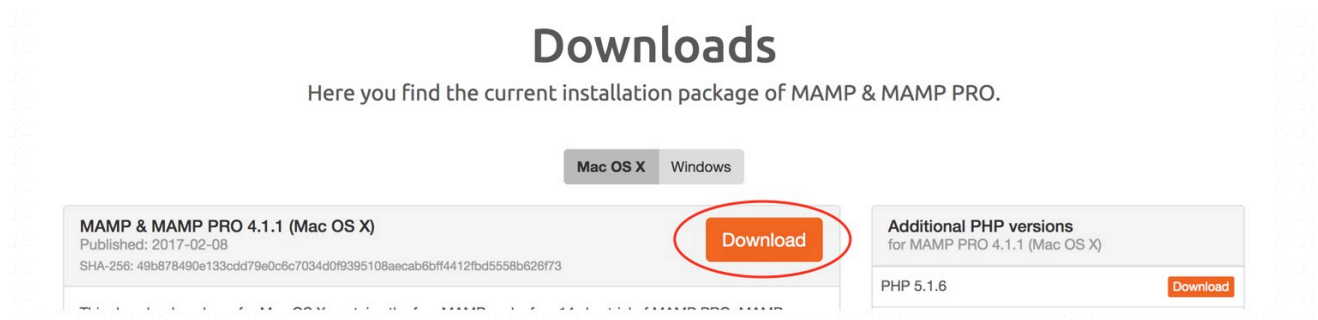 Downloads
Here you find the current installation package of MAMP & MAMP PRO.
Mac OS X Windows
MAMP & MAMP PRO 4.1.1 (Mac OS X)
Published: 2017-02-08
SHA-256: 49b878490e133cdd79e0c6c7034d0f9395108aecab6bff4412fbd5558b626f73
Download
Additional PHP versions
for MAMP PRO 4.1.1 (Mac OS X)
PHP 5.1.6 Download